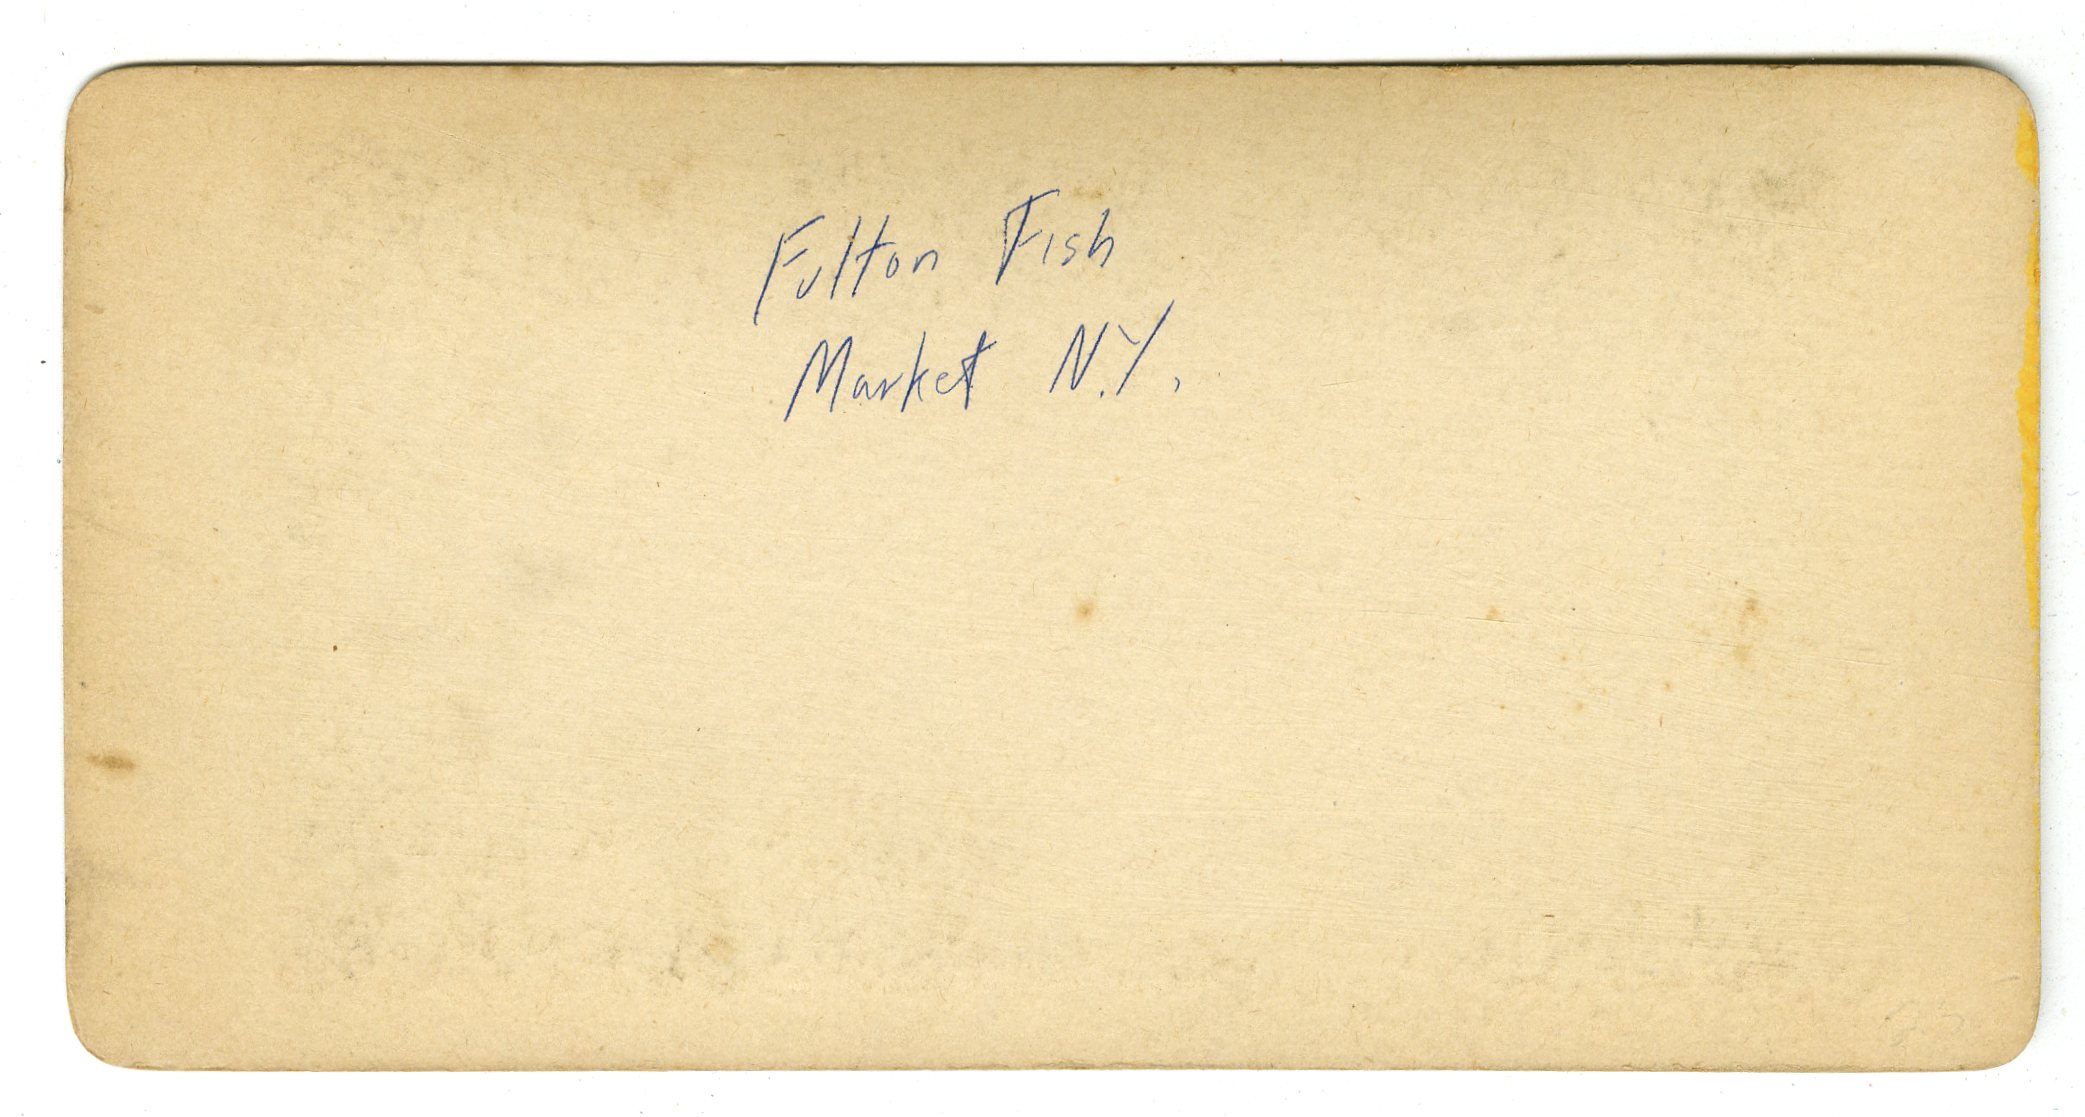 Fulton Fish
Market N.Y.